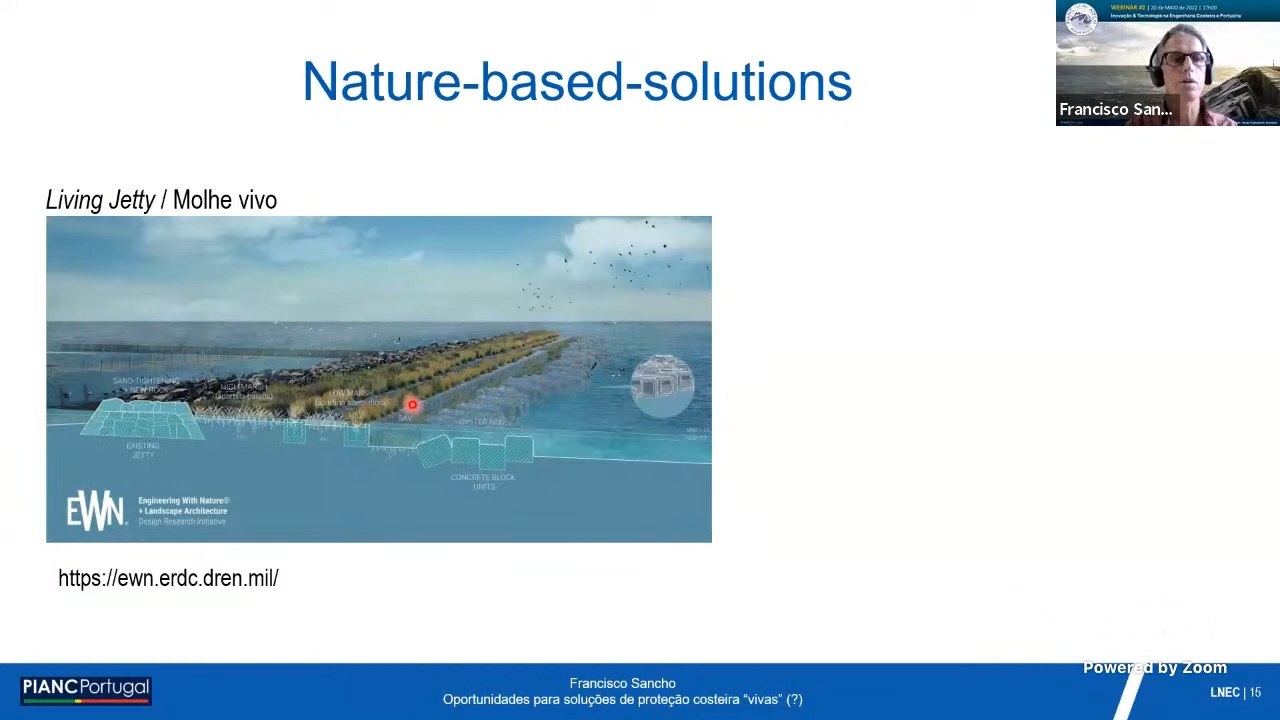 Nature-based-solutions
WEBINAR #2 | 20 de MAIO de 2022 | 17h00
Inovação & Tecnologia na Engenharia Costeira e Portuária
Francisco San...
Living Jetty / Molhe vivo
SAND-TIGHTENING
+ NEW ROCK
HIGH MARSH
(spartina patens)
LOW MARSH
(spartina alterniflora)
SAV
OYSTER REEF
EXISTING
JETTY
CONCRETE BLOCK
UNITS
EWN®
Engineering With Nature®
+ Landscape Architecture
Design Research Initiative
https://ewn.erdc.dren.mil/
Powered by Zoom
PIANC Portugal
Francisco Sancho
Oportunidades para soluções de proteção costeira “vivas” (?)
LNEC | 15